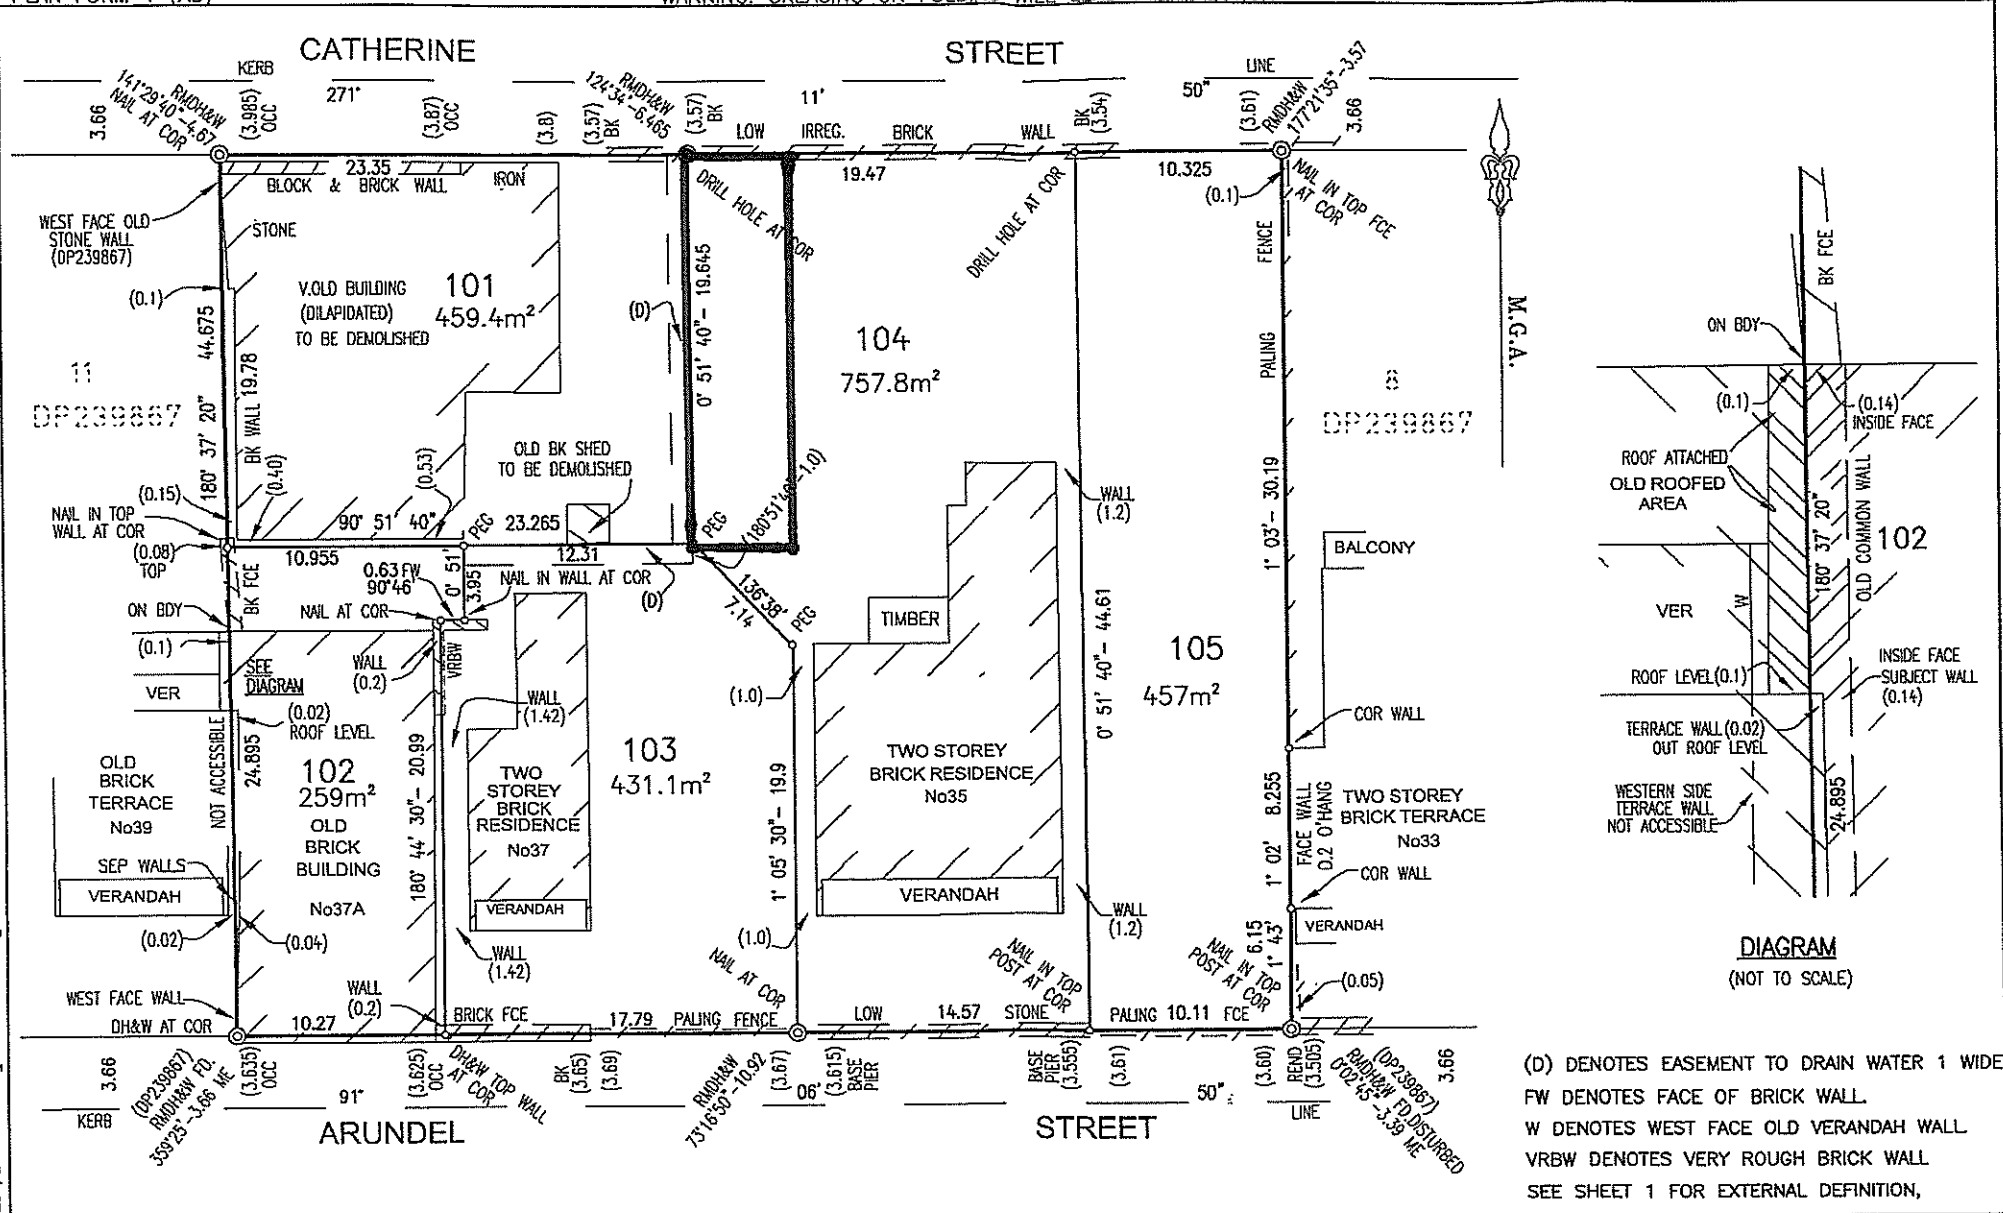 CATHERINE STREET
KERB
LINE
271° 11' 50"
3.66
RMDH&W
141°29'40"-4.67
NAIL AT COR
(3.985)
OCC
(3.87)
OCC
(3.8)
(3.57)
BK
RMDH&W
124°34'-6.465
(3.57)
BK
LOW IRREG. BRICK WALL
BK
(3.54)
(3.61)
RMDH&W
177°21'35"-3.57
3.66
23.35
BLOCK & BRICK WALL
IRON
19.47
10.325
DRILL HOLE AT COR
DRILL HOLE AT COR
(0.1)
NAIL IN TOP FCE
AT COR
WEST FACE OLD
STONE WALL
(DP239867)
STONE
(0.1)
V.OLD BUILDING
(DILAPIDATED)
TO BE DEMOLISHED
101
459.4m²
(D)
0° 51' 40"- 19.645
104
757.8m²
PALING FENCE
M.G.A.
11
DP239867
8
DP239867
180° 37' 20" 44.675
BK WALL 19.78
(0.40)
(0.53)
OLD BK SHED
TO BE DEMOLISHED
(0.15)
NAIL IN TOP
WALL AT COR
(0.08)
TOP
90° 51' 40"
PEG
23.265
PEG
(180°51'40"-1.0)
WALL
(1.2)
1° 03'- 30.19
10.955
12.31
BALCONY
0.63 FW
90°46'
0° 51'
3.95
NAIL IN WALL AT COR
(D)
136°38'
7.14
PEG
BK FCE
ON BDY
NAIL AT COR
TIMBER
(0.1)
VER
SEE
DIAGRAM
WALL
(0.2)
VRBW
WALL
(1.42)
(1.0)
0° 51' 40"- 44.61
105
457m²
(0.02)
ROOF LEVEL
COR WALL
NOT ACCESSIBLE
24.895
OLD
BRICK
TERRACE
No39
102
259m²
OLD
BRICK
BUILDING
No37A
180° 44' 30"- 20.99
TWO
STOREY
BRICK
RESIDENCE
No37
103
431.1m²
1° 05' 30"- 19.9
TWO STOREY
BRICK RESIDENCE
No35
1° 02' 8.255
FACE WALL
0.2 O'HANG
TWO STOREY
BRICK TERRACE
No33
COR WALL
SEP WALLS
VERANDAH
VERANDAH
VERANDAH
VERANDAH
(0.02)
(0.04)
WALL
(1.42)
(1.0)
WALL
(1.2)
6.15
1° 43'
NAIL AT COR
NAIL IN TOP
POST AT COR
NAIL IN TOP
POST AT COR
(0.05)
WEST FACE WALL
DH&W AT COR
WALL
(0.2)
10.27
BRICK FCE
17.79
PALING FENCE
LOW
14.57
STONE
PALING 10.11 FCE
3.66
(DP239867)
RMDH&W FD.
359°25'-3.66 ME
(3.635)
OCC
(3.625)
OCC
DH&W TOP WALL
AT COR
BK
(3.65)
(3.69)
RMDH&W
73°16'50"-10.92
(3.67)
(3.615)
BASE
PIER
BASE
PIER
(3.555)
(3.61)
(3.60)
REND
(3.505)
(DP239867)
RMDH&W FD.DISTURBED
0°02'45"-3.39 ME
3.66
KERB
91° 06' 50"
LINE
ARUNDEL STREET
BK FCE
ON BDY
(0.1)
(0.14)
INSIDE FACE
ROOF ATTACHED
OLD ROOFED
AREA
180° 37' 20"
OLD COMMON WALL
102
VER
W
ROOF LEVEL(0.1)
INSIDE FACE
SUBJECT WALL
(0.14)
TERRACE WALL(0.02)
OUT ROOF LEVEL
WESTERN SIDE
TERRACE WALL
NOT ACCESSIBLE
24.895
DIAGRAM
(NOT TO SCALE)
(D) DENOTES EASEMENT TO DRAIN WATER 1 WIDE
FW DENOTES FACE OF BRICK WALL.
W DENOTES WEST FACE OLD VERANDAH WALL
VRBW DENOTES VERY ROUGH BRICK WALL
SEE SHEET 1 FOR EXTERNAL DEFINITION,